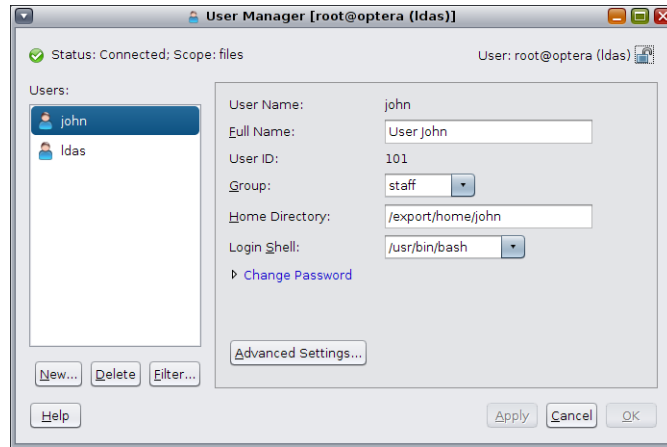 User Manager [root@optera (ldas)]
Status: Connected; Scope: files
User: root@optera (ldas)
Users:
john
ldas
User Name: john
Full Name: User John
User ID: 101
Group: staff
Home Directory: /export/home/john
Login Shell: /usr/bin/bash
Change Password
Advanced Settings...
New... Delete Filter...
Help Apply Cancel OK